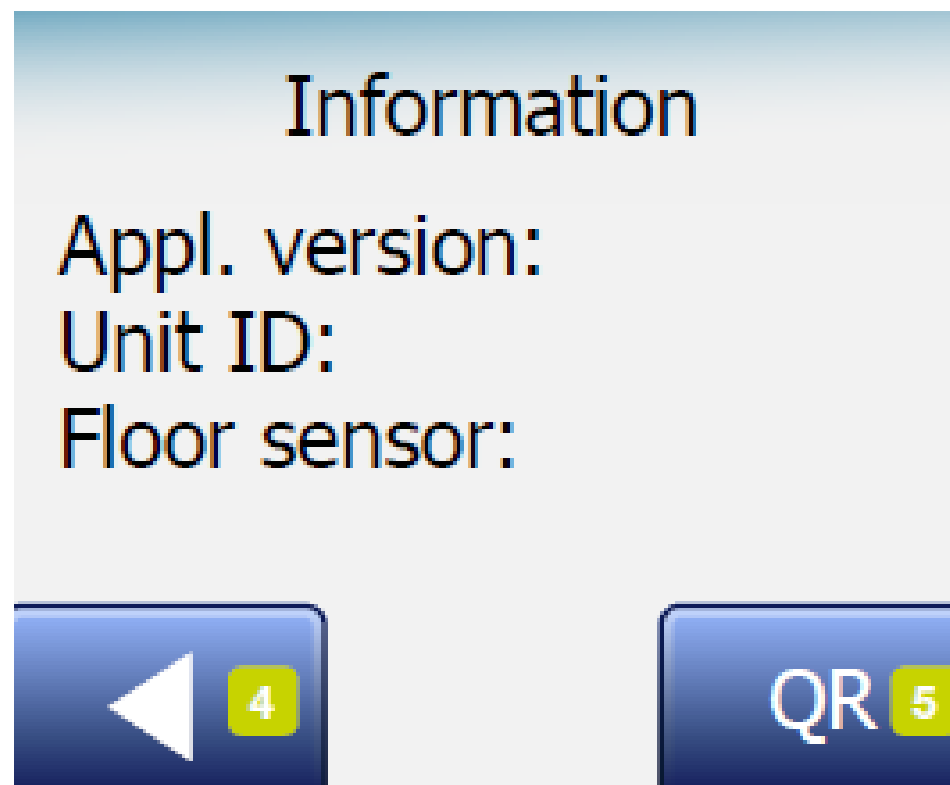 Information
Appl. version:
Unit ID:
Floor sensor:
4
QR 5